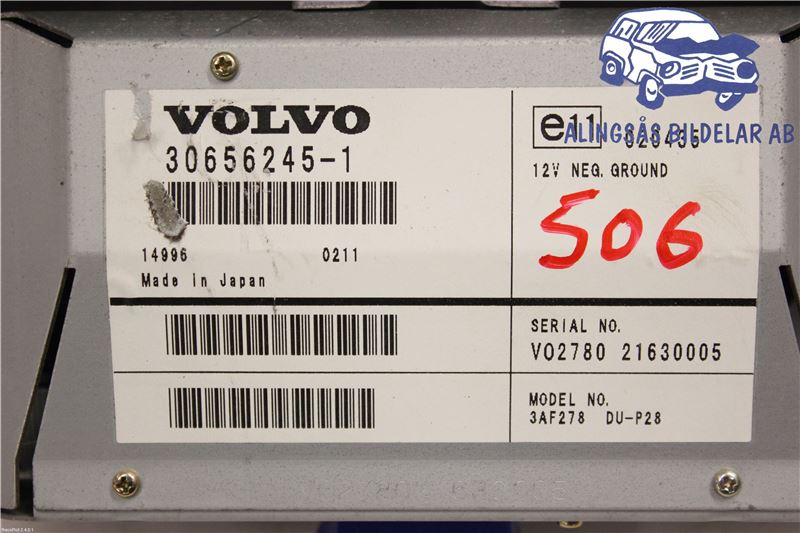 VOLVO
30656245-1
14996 0211
Made in Japan
e11 020435
ALINGSÅS BILDELAR AB
12V NEG. GROUND
506
SERIAL NO.
VO2780 21630005
MODEL NO.
3AF278 DU-P28